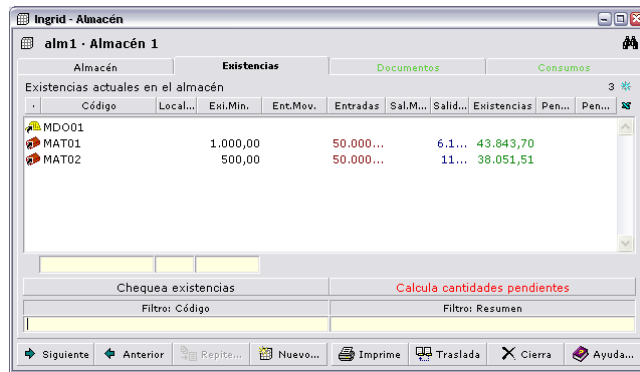 Ingrid - Almacén
alm1 · Almacén 1
Almacén Existencias Documentos Consumos
Existencias actuales en el almacén 3
· Código Local... Exi.Min. Ent.Mov. Entradas Sal.M... Salid... Existencias Pen... Pen...
MDO01
MAT01 1.000,00 50.000... 6.1... 43.843,70
MAT02 500,00 50.000... 11... 38.051,51
Chequea existencias Calcula cantidades pendientes
Filtro: Código Filtro: Resumen
Siguiente Anterior Repite... Nuevo... Imprime Traslada Cierra Ayuda...